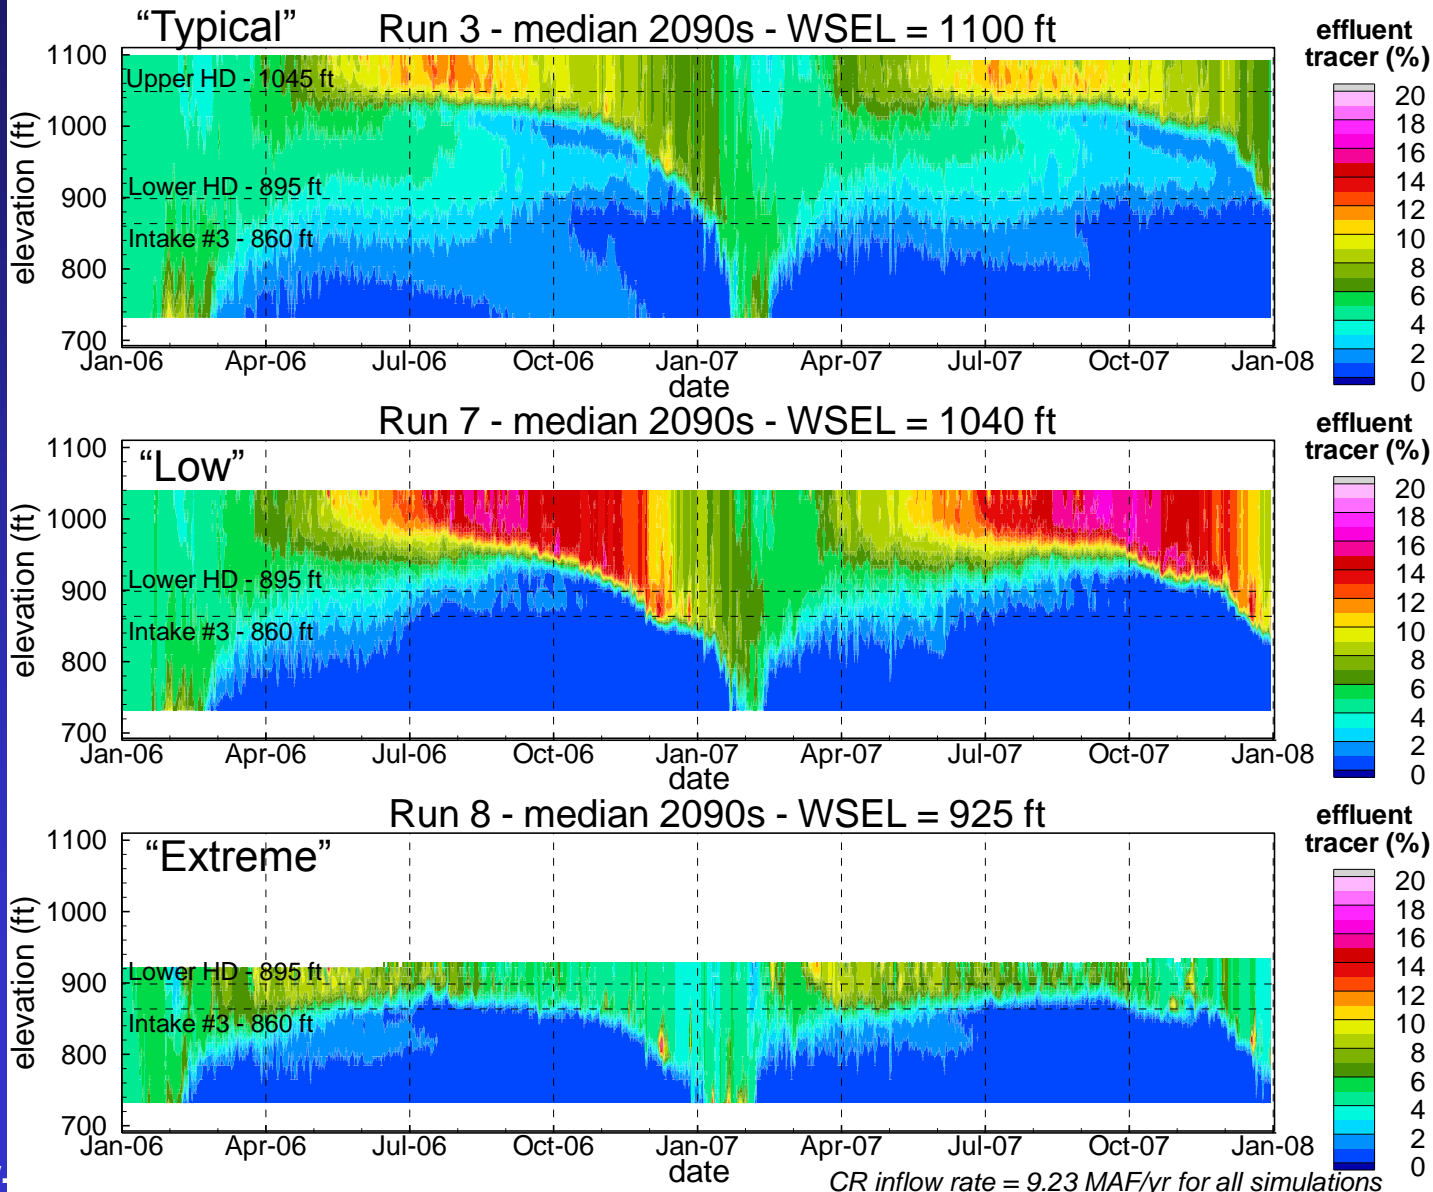 “Typical”
Run 3 - median 2090s - WSEL = 1100 ft
effluent
tracer (%)
elevation (ft)
1100
1000
900
800
700
Upper HD - 1045 ft
Lower HD - 895 ft
Intake #3 - 860 ft
Jan-06 Apr-06 Jul-06 Oct-06 Jan-07 Apr-07 Jul-07 Oct-07 Jan-08
date
20
18
16
14
12
10
8
6
4
2
0
Run 7 - median 2090s - WSEL = 1040 ft
“Low”
effluent
tracer (%)
elevation (ft)
1100
1000
900
800
700
Lower HD - 895 ft
Intake #3 - 860 ft
Jan-06 Apr-06 Jul-06 Oct-06 Jan-07 Apr-07 Jul-07 Oct-07 Jan-08
date
20
18
16
14
12
10
8
6
4
2
0
Run 8 - median 2090s - WSEL = 925 ft
“Extreme”
effluent
tracer (%)
elevation (ft)
1100
1000
900
800
700
Lower HD - 895 ft
Intake #3 - 860 ft
Jan-06 Apr-06 Jul-06 Oct-06 Jan-07 Apr-07 Jul-07 Oct-07 Jan-08
date
20
18
16
14
12
10
8
6
4
2
0
CR inflow rate = 9.23 MAF/yr for all simulations